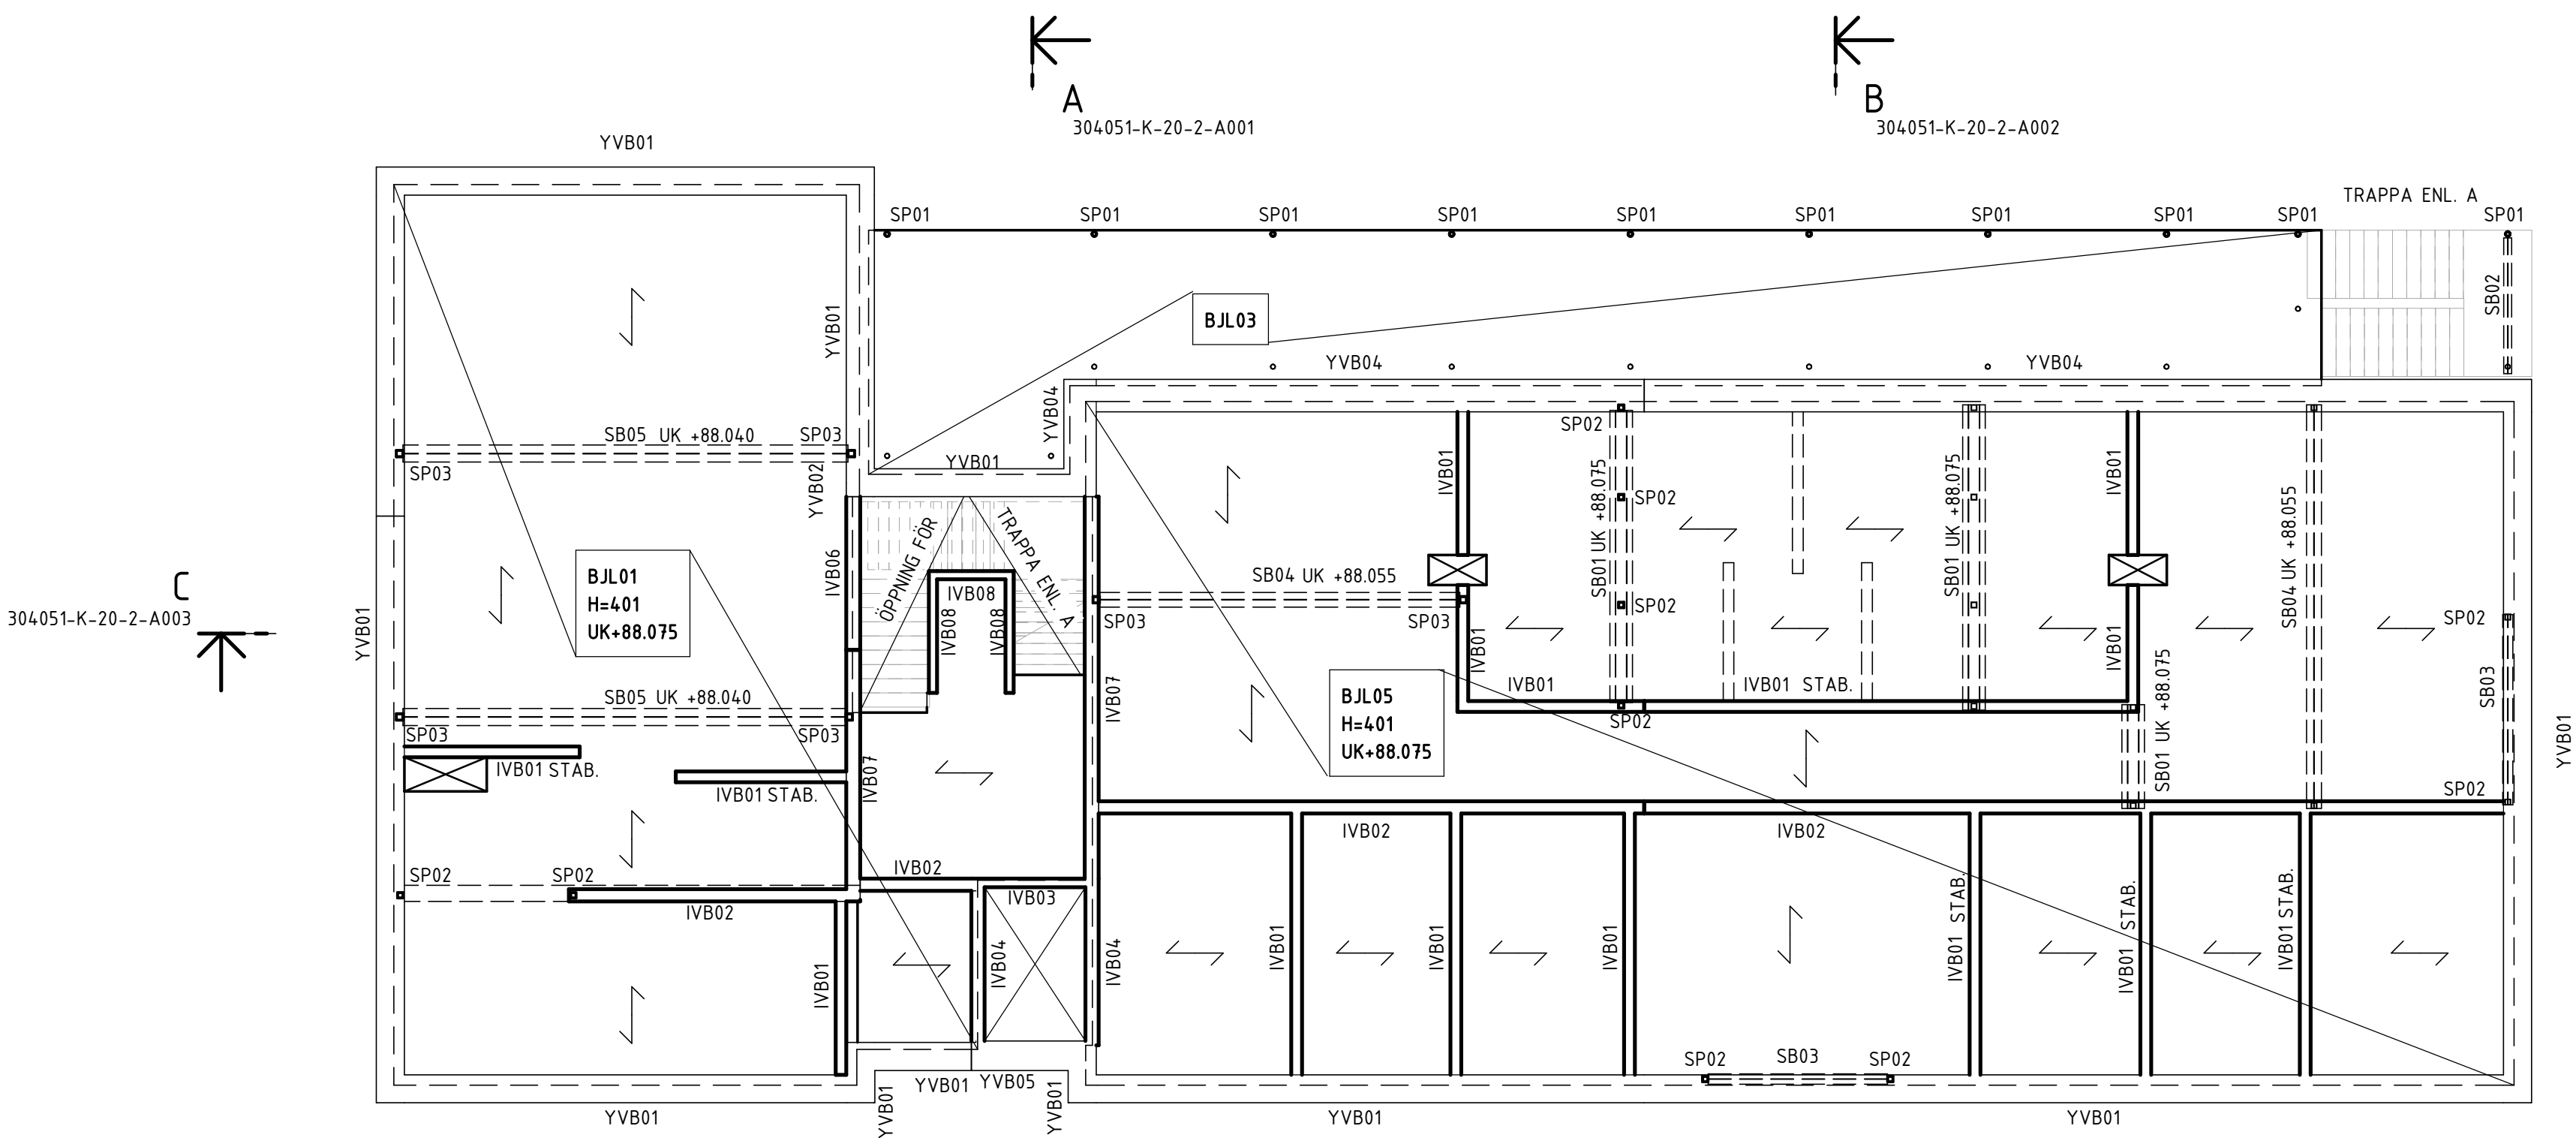 A
304051-K-20-2-A001
B
304051-K-20-2-A002
YVB01
TRAPPA ENL. A
SP01
SP01
SP01
SP01
SP01
SP01
SP01
SP01
SP01
SP01
YVB01
BJL03
SB02
YVB04
YVB04
YVB04
SB05 UK +88.040
SP03
SP03
YVB02
YVB01
SP02
IVB01
SB01 UK +88.075
SP02
SB01 UK +88.075
IVB01
SB04 UK +88.055
C
304051-K-20-2-A003
YVB01
BJL01
H=401
UK+88.075
IVB06
ÖPPNING FÖR
TRAPPA ENL. A
IVB08
IVB08
IVB08
SB04 UK +88.055
SP03
SP03
SP02
IVB01
IVB01
SP02
SB03
YVB01
SB05 UK +88.040
SP03
SP03
IVB07
BJL05
H=401
UK+88.075
IVB01
IVB01 STAB.
SP02
SB01 UK +88.075
IVB01 STAB.
IVB01 STAB.
IVB07
SP02
SP02
SP02
IVB02
IVB02
IVB03
IVB02
IVB02
IVB01
IVB04
IVB04
IVB01
IVB01
IVB01
IVB01 STAB.
IVB01 STAB.
IVB01 STAB.
SP02
SB03
SP02
YVB01
YVB01
YVB01
YVB05
YVB01
YVB01
YVB01